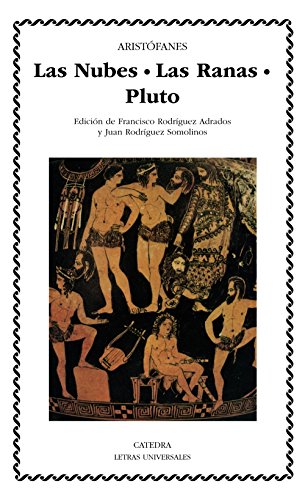 ARISTÓFANES
Las Nubes • Las Ranas •
Pluto
Edición de Francisco Rodríguez Adrados
y Juan Rodríguez Somolinos
CATEDRA
LETRAS UNIVERSALES